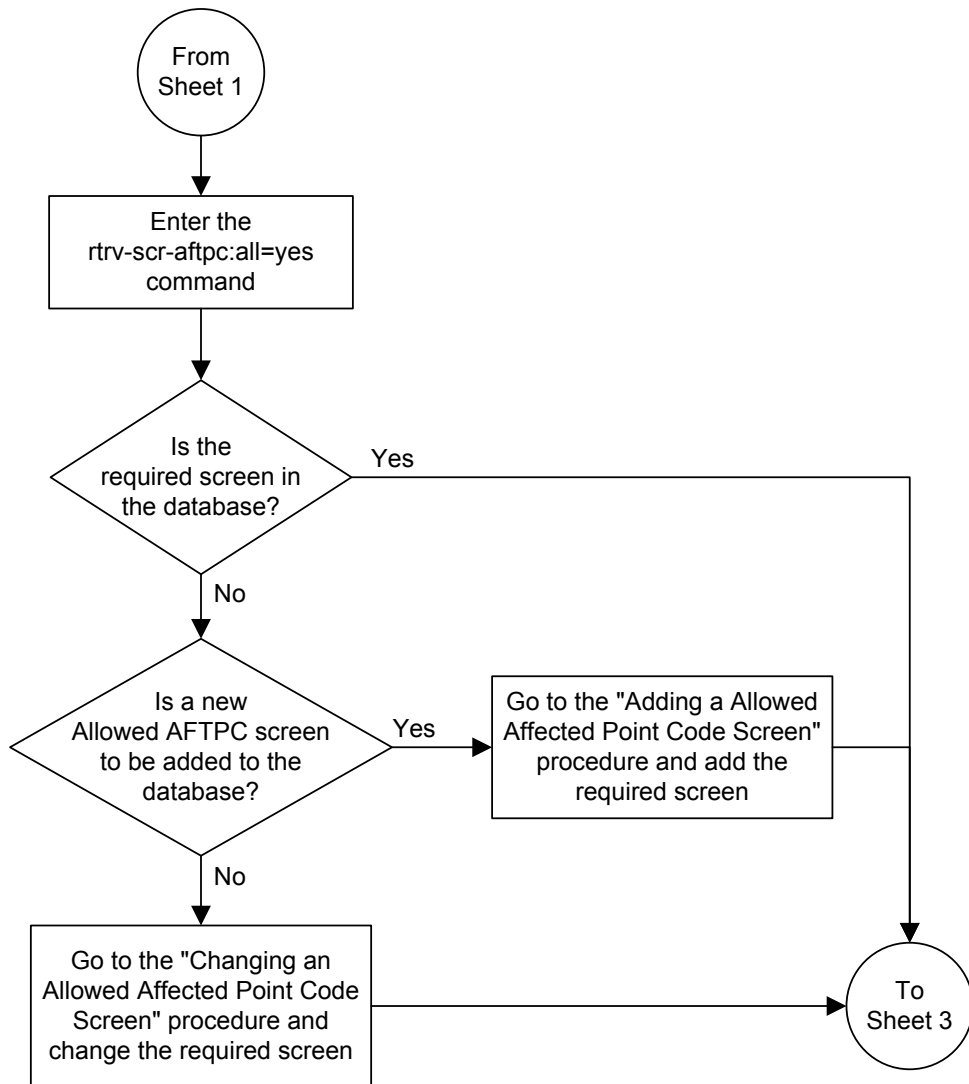 From
Sheet 1
Enter the
rtrv-scr-aftpc:all=yes
command
Is the
required screen in
the database?
Yes
No
Is a new
Allowed AFTPC screen
to be added to the
database?
Yes
Go to the "Adding a Allowed
Affected Point Code Screen"
procedure and add the
required screen
No
Go to the "Changing an
Allowed Affected Point Code
Screen" procedure and
change the required screen
To
Sheet 3